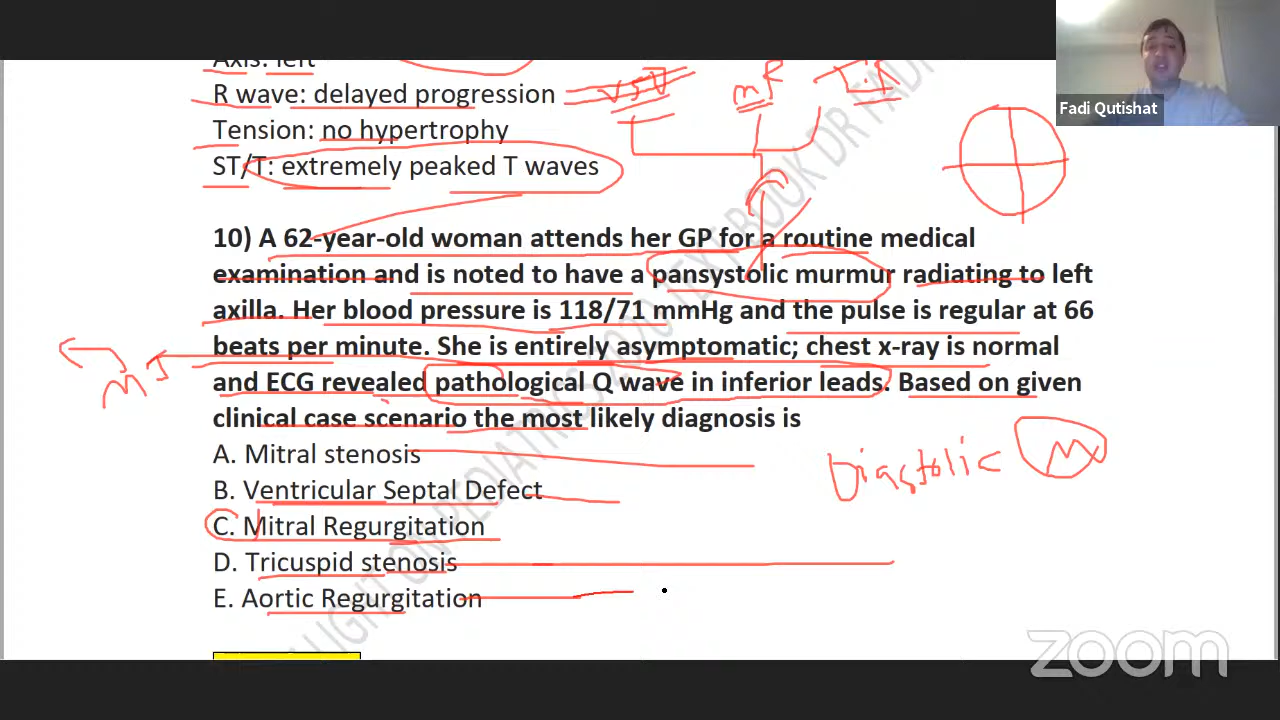 Axis: left
R wave: delayed progression
VSD
mR
T.R
Fadi Qutishat
Tension: no hypertrophy
ST/T: extremely peaked T waves
10) A 62-year-old woman attends her GP for a routine medical
examination and is noted to have a pansystolic murmur radiating to left
axilla. Her blood pressure is 118/71 mmHg and the pulse is regular at 66
beats per minute. She is entirely asymptomatic; chest x-ray is normal
and ECG revealed pathological Q wave in inferior leads. Based on given
clinical case scenario the most likely diagnosis is
A. Mitral stenosis
B. Ventricular Septal Defect
C. Mitral Regurgitation
D. Tricuspid stenosis
E. Aortic Regurgitation
Diastolic
zoom